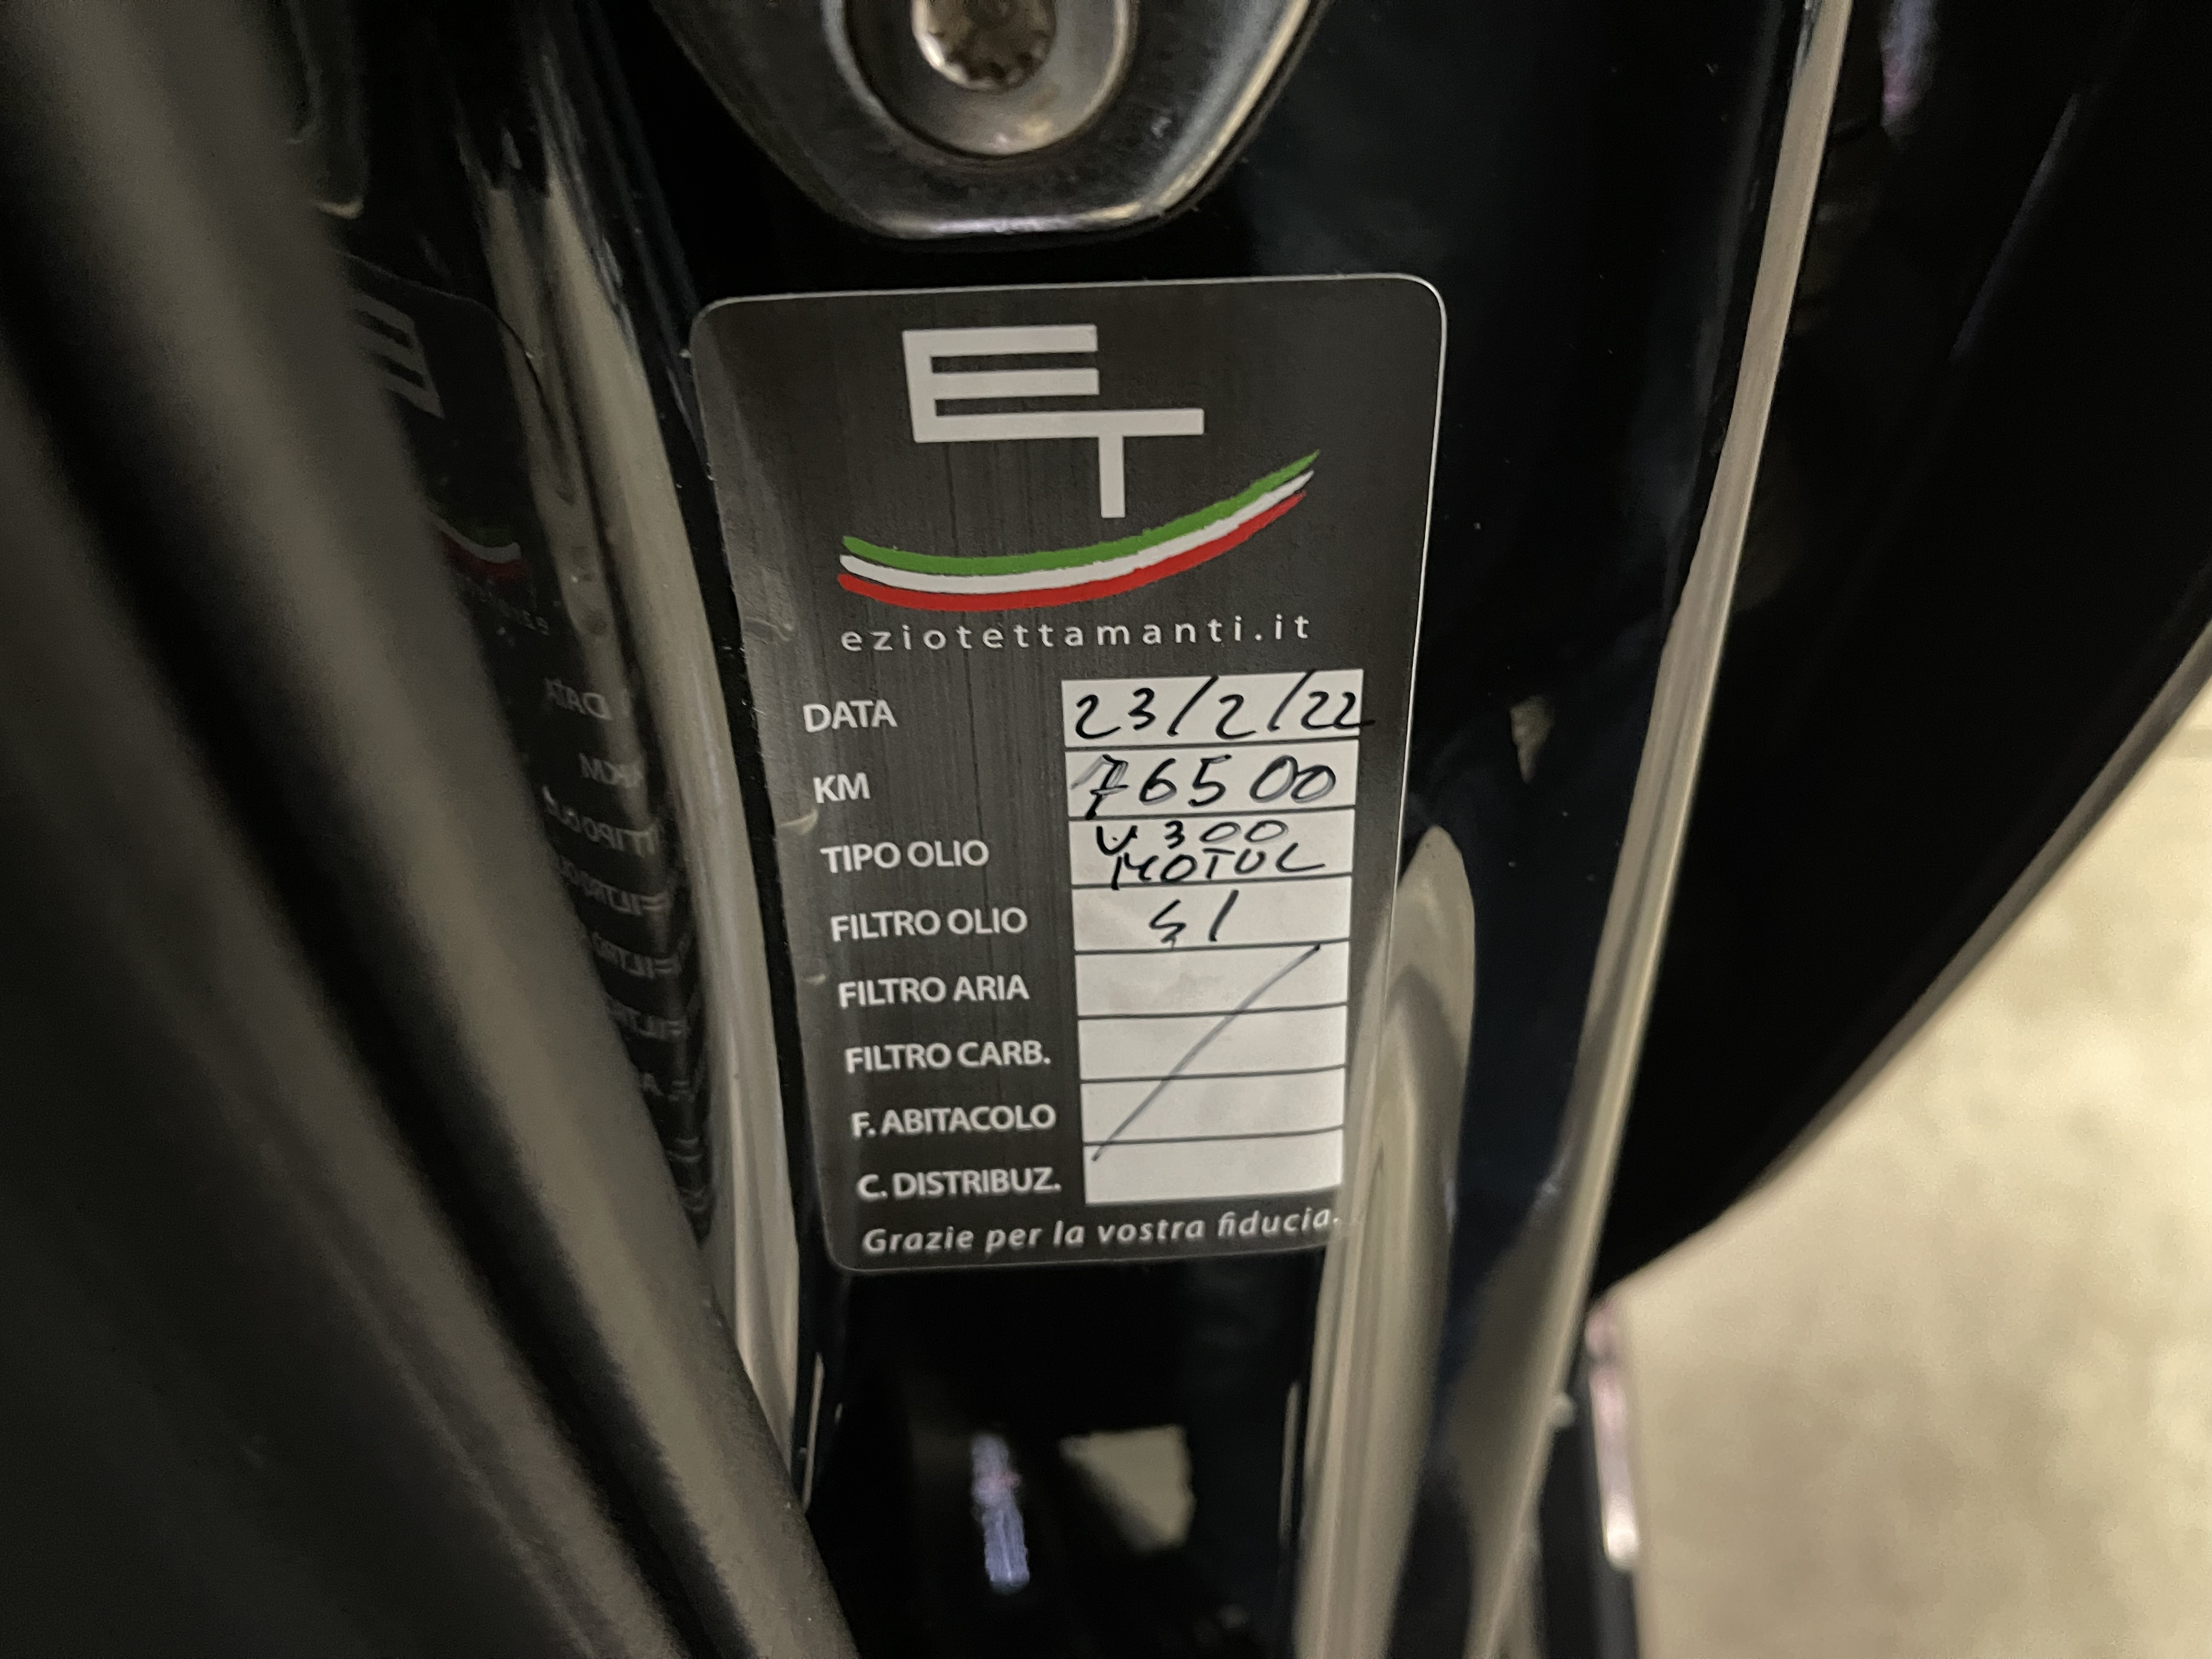 ET
eziotettamanti.it
DATA 23/2/22
KM 76500
TIPO OLIO V300 MOTUL
FILTRO OLIO SI
FILTRO ARIA
FILTRO CARB.
F. ABITACOLO
C. DISTRIBUZ.
Grazie per la vostra fiducia.